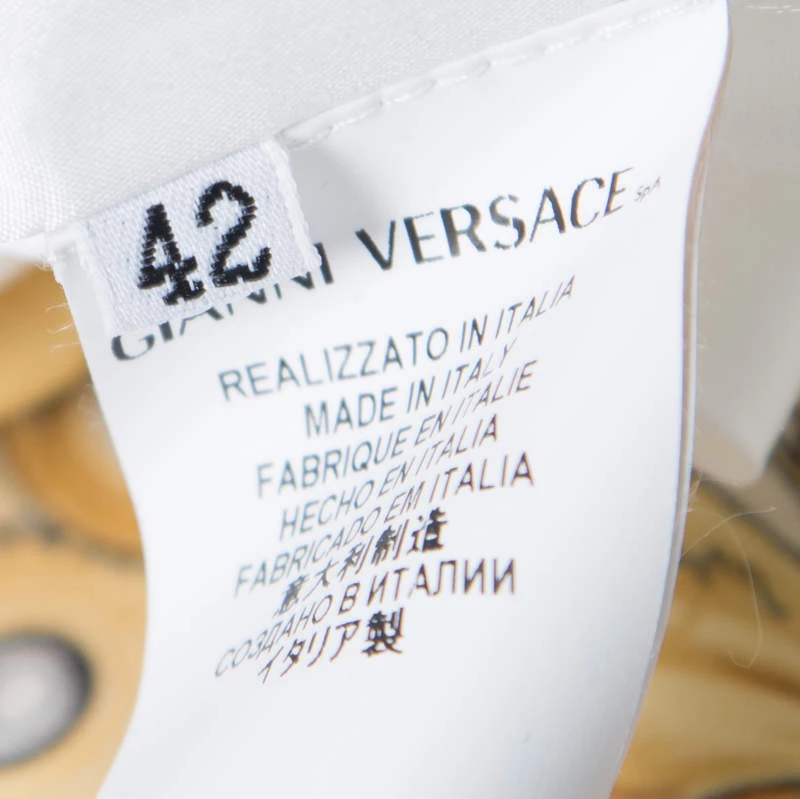 42
GIANNI VERSACE SpA
REALIZZATO IN ITALIA
MADE IN ITALY
FABRIQUE EN ITALIE
HECHO EN ITALIA
FABRICADO EM ITALIA
意大利制造
СОЗДАНО В ИТАЛИИ
イタリア製